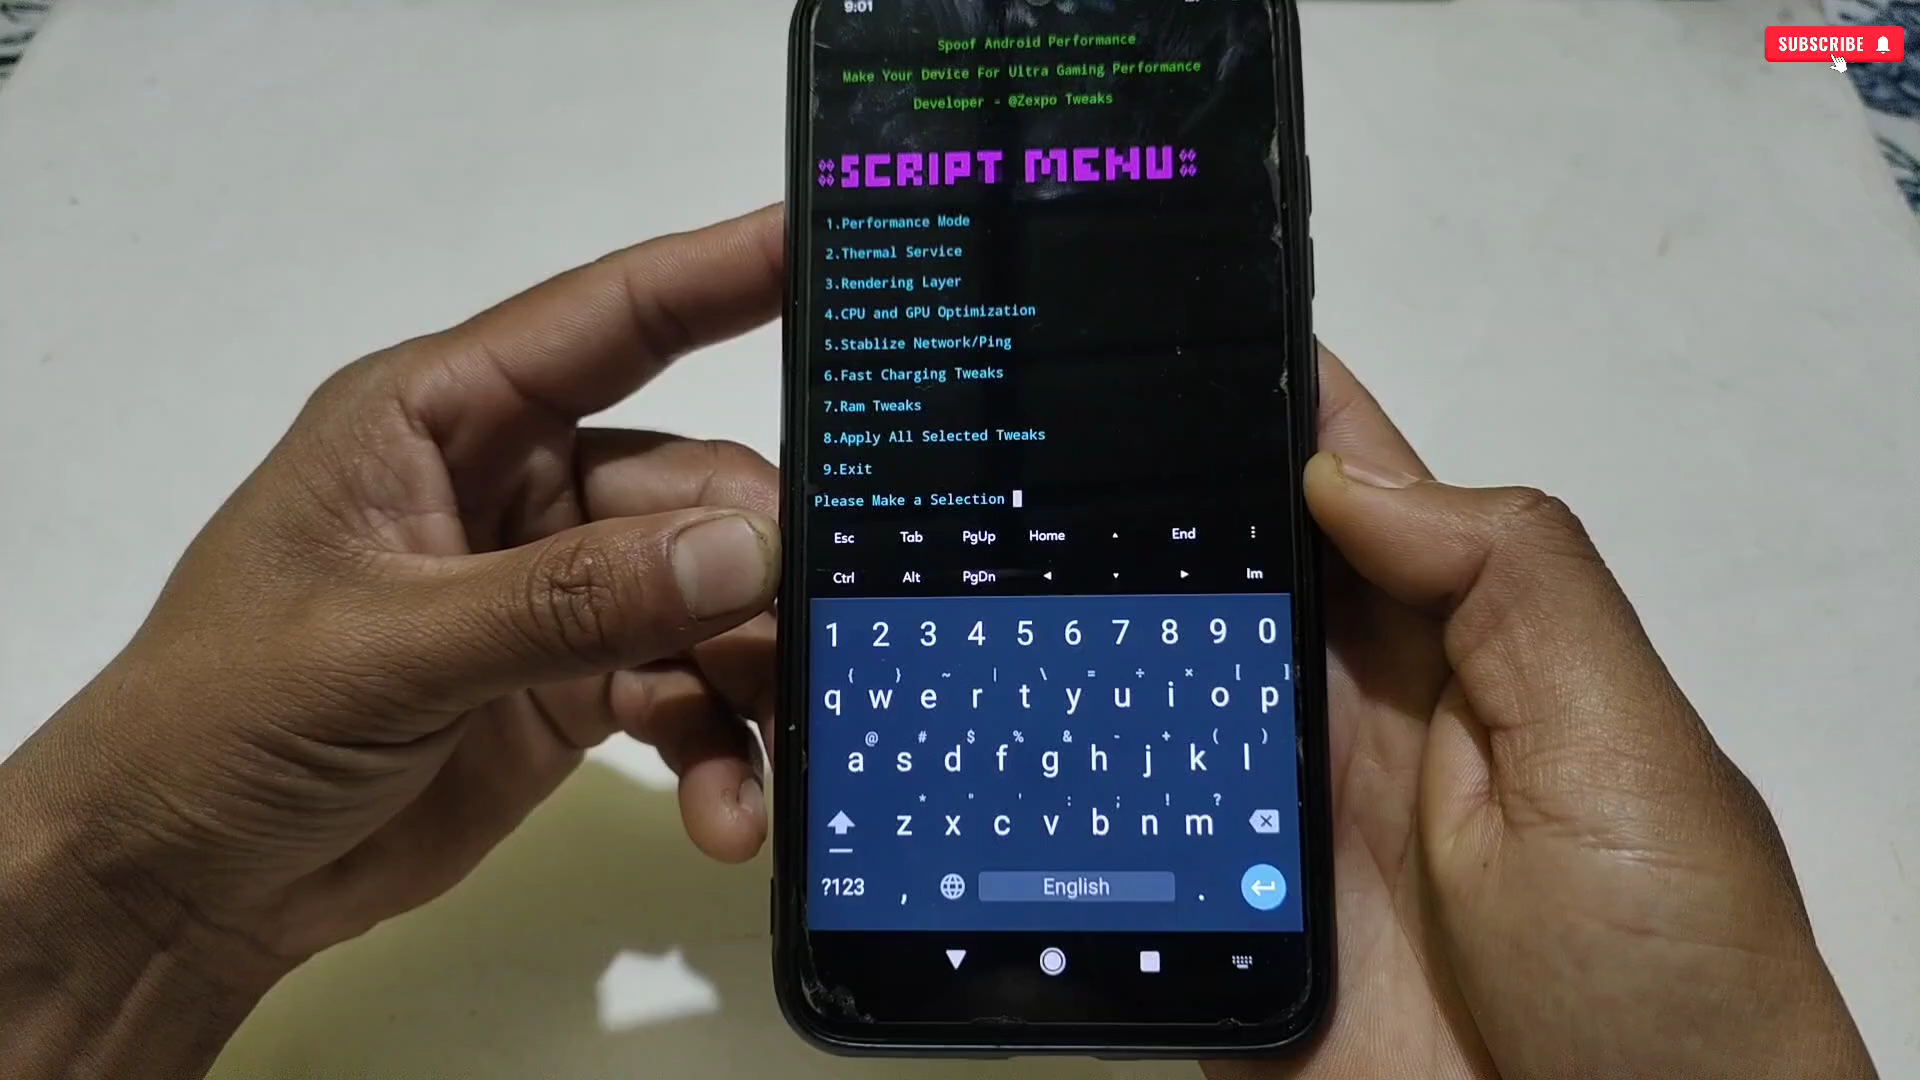 9:01
SUBSCRIBE
Spoof Android Performance
Make Your Device For Ultra Gaming Performance
Developer - @Zexpo Tweaks
SCRIPT MENU
1.Performance Mode
2.Thermal Service
3.Rendering Layer
4.CPU and GPU Optimization
5.Stablize Network/Ping
6.Fast Charging Tweaks
7.Ram Tweaks
8.Apply All Selected Tweaks
9.Exit
Please Make a Selection
Esc Tab PgUp Home ▲ End ⋮
Ctrl Alt PgDn ◀ ▼ ▶ Im
1 2 3 4 5 6 7 8 9 0
{ } ~ | \ = ÷ × [ ]
q w e r t y u i o p
@ # $ % & - + ( )
a s d f g h j k l
* " ' : ; ! ?
z x c v b n m
?123 , English .